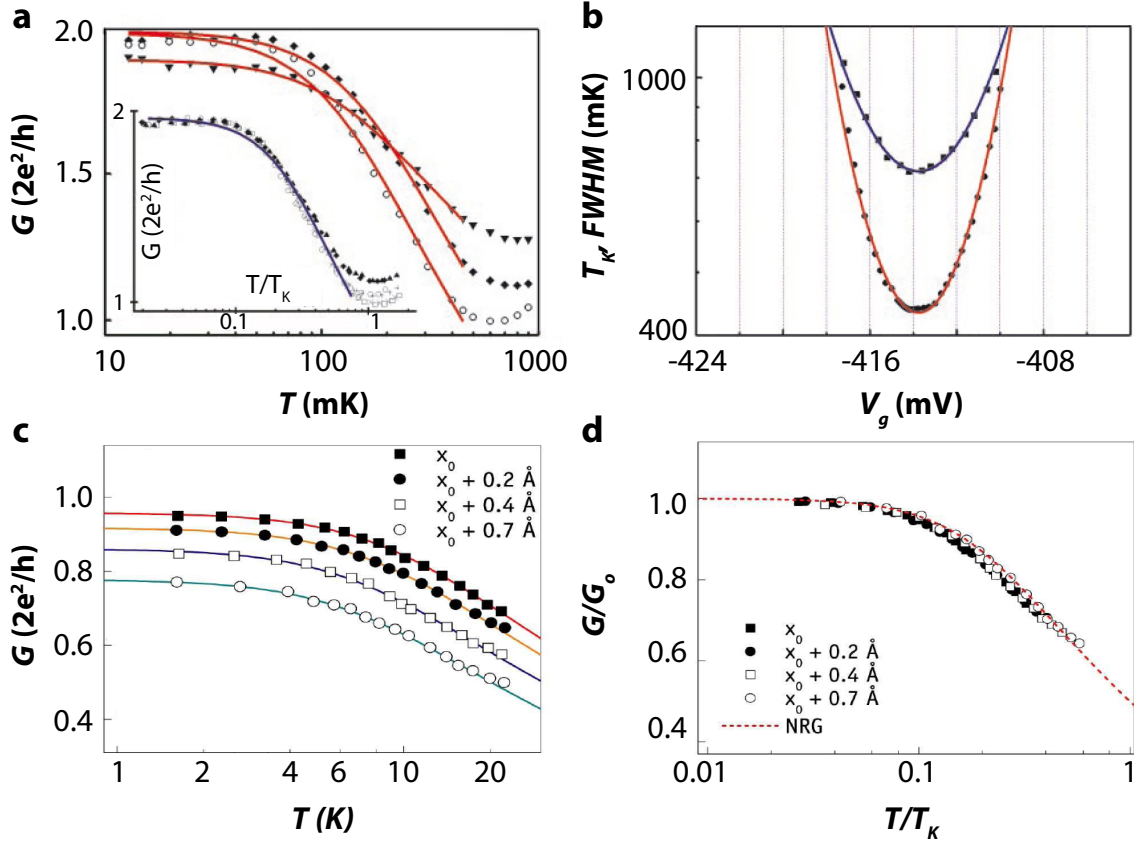 a
G (2e²/h)
2.0
1.5
1.0
10
100
1000
T (mK)
G (2e²/h)
2
1
T/T_K
0.1
1
b
T_K, FWHM (mK)
1000
400
-424
-416
-408
V_g (mV)
c
G (2e²/h)
1.0
0.8
0.6
0.4
x₀
x₀ + 0.2 Å
x₀ + 0.4 Å
x₀ + 0.7 Å
1
2
4
6
10
20
T (K)
d
G/G_o
1.0
0.8
0.6
0.4
x₀
x₀ + 0.2 Å
x₀ + 0.4 Å
x₀ + 0.7 Å
NRG
0.01
0.1
1
T/T_K